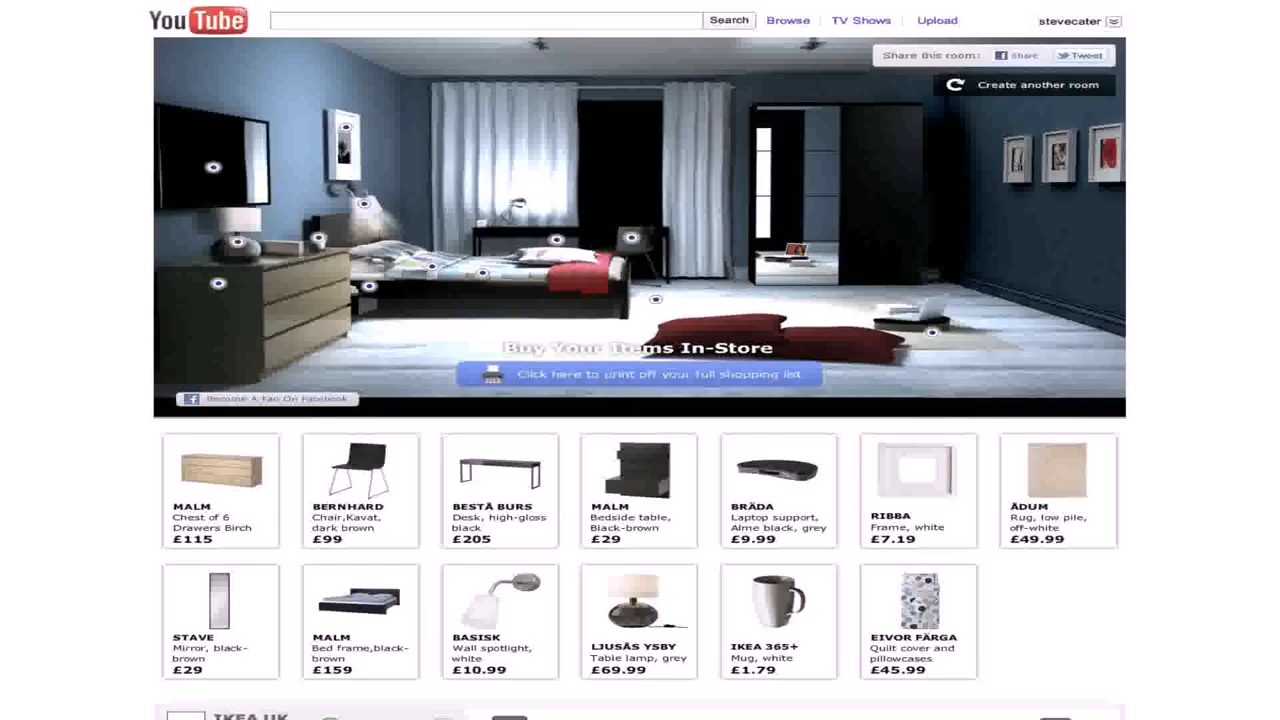 YouTube
Search Browse TV Shows Upload stevecater
Share this room: Share Tweet
Create another room
Buy Your Items In-Store
Click here to print off your full shopping list
Become A Fan On Facebook
MALM
Chest of 6
Drawers Birch
£115
BERNHARD
Chair,Kavat,
dark brown
£99
BESTÅ BURS
Desk, high-gloss
black
£205
MALM
Bedside table,
Black-brown
£29
BRÄDA
Laptop support,
Alme black, grey
£9.99
RIBBA
Frame, white
£7.19
ÅDUM
Rug, low pile,
off-white
£49.99
STAVE
Mirror, black-
brown
£29
MALM
Bed frame,black-
brown
£159
BASISK
Wall spotlight,
white
£10.99
LJUSÅS YSBY
Table lamp, grey
£69.99
IKEA 365+
Mug, white
£1.79
EIVOR FÄRGA
Quilt cover and
pillowcases
£45.99
IKEA UK